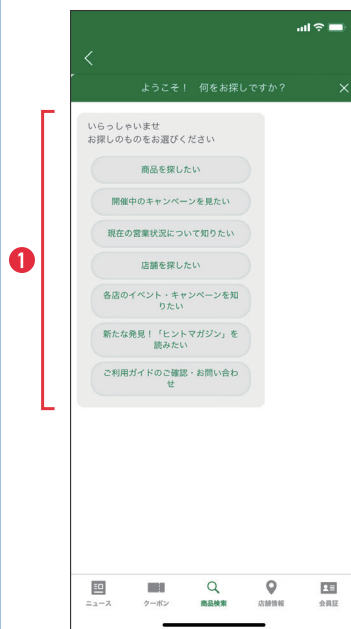 ようこそ！　何をお探しですか？
いらっしゃいませ
お探しのものをお選びください
商品を探したい
開催中のキャンペーンを見たい
現在の営業状況について知りたい
店舗を探したい
各店のイベント・キャンペーンを知
りたい
新たな発見！「ヒントマガジン」を
読みたい
ご利用ガイドのご確認・お問い合わ
せ
1
ニュース
クーポン
商品検索
店舗情報
会員証